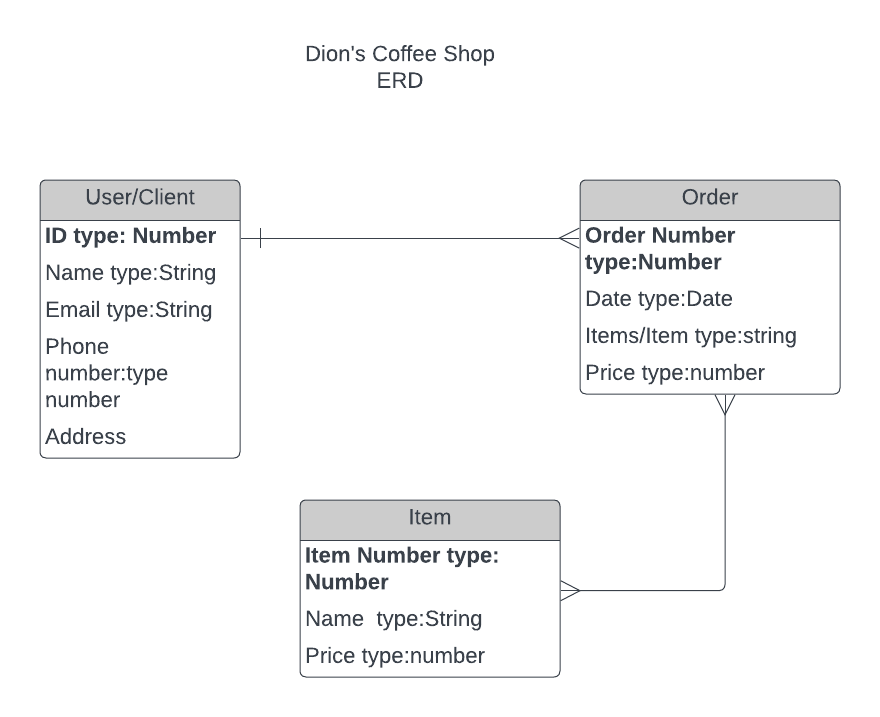 Dion's Coffee Shop
ERD
User/Client
ID type: Number
Name type:String
Email type:String
Phone
number:type
number
Address
Order
Order Number
type:Number
Date type:Date
Items/Item type:string
Price type:number
Item
Item Number type:
Number
Name  type:String
Price type:number